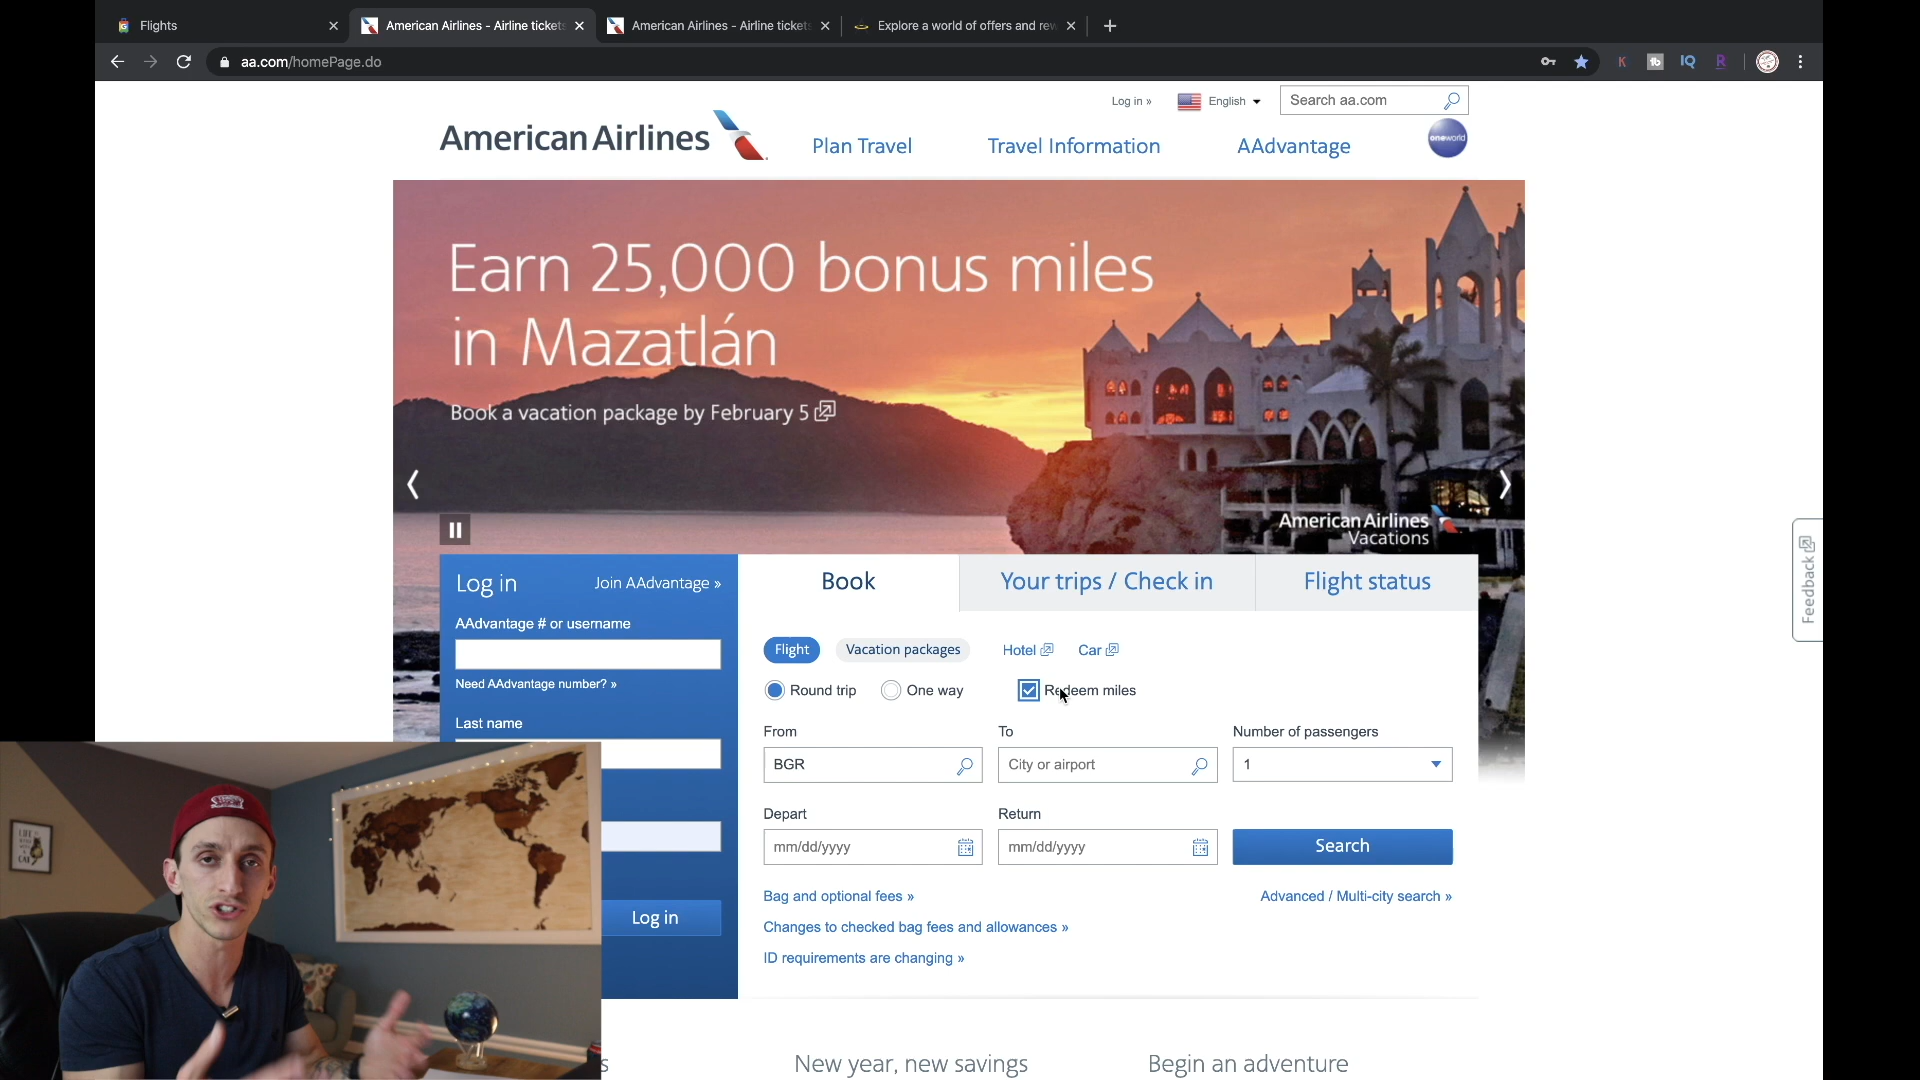 Flights
American Airlines - Airline tickets
American Airlines - Airline tickets
Explore a world of offers and rew
aa.com/homePage.do
K
tb
IQ
R
Log in »
English
Search aa.com
American Airlines
Plan Travel
Travel Information
AAdvantage
oneworld
Earn 25,000 bonus miles
in Mazatlán
Book a vacation package by February 5
American Airlines
Vacations
Feedback
Log in
Join AAdvantage »
Book
Your trips / Check in
Flight status
AAdvantage # or username
Need AAdvantage number? »
Last name
Log in
Flight
Vacation packages
Hotel
Car
Round trip
One way
Redeem miles
From
To
Number of passengers
BGR
City or airport
1
Depart
Return
mm/dd/yyyy
mm/dd/yyyy
Search
Bag and optional fees »
Advanced / Multi-city search »
Changes to checked bag fees and allowances »
ID requirements are changing »
s
New year, new savings
Begin an adventure